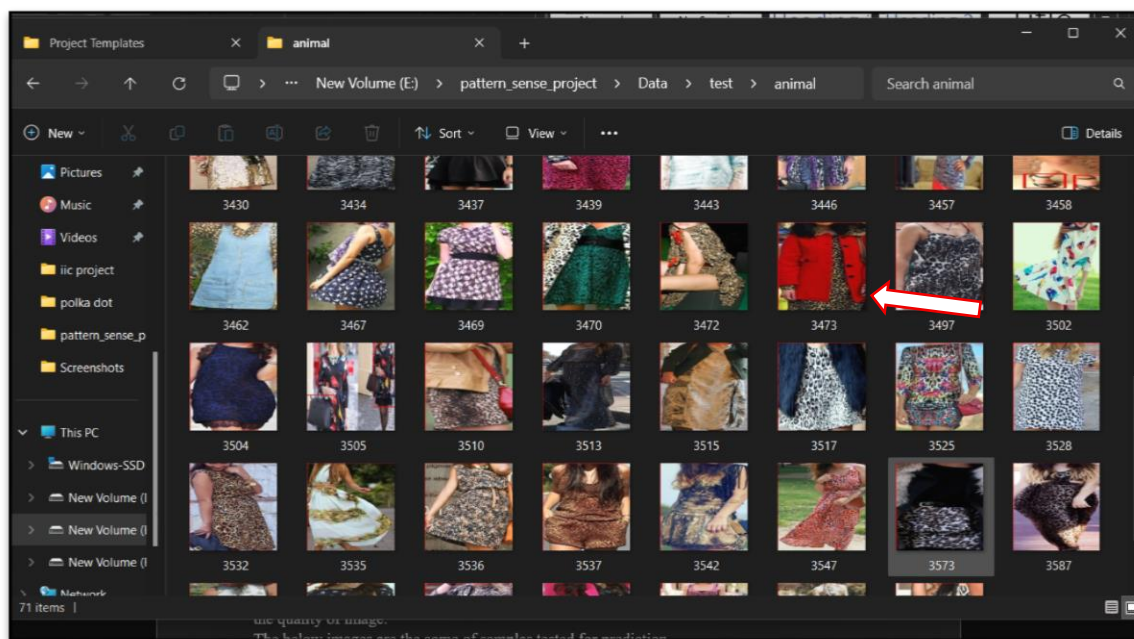 Project Templates
animal
New Volume (E:) > pattern_sense_project > Data > test > animal
Search animal
New
Sort
View
Details
Pictures
Music
Videos
iic project
polka dot
pattern_sense_p
Screenshots
This PC
Windows-SSD
New Volume (
New Volume (
New Volume (
Network
3430 3434 3437 3439 3443 3446 3457 3458
3462 3467 3469 3470 3472 3473 3497 3502
3504 3505 3510 3513 3515 3517 3525 3528
3532 3535 3536 3537 3542 3547 3573 3587
71 items
the quality of image.
The below images are the some of samples tested for prediction